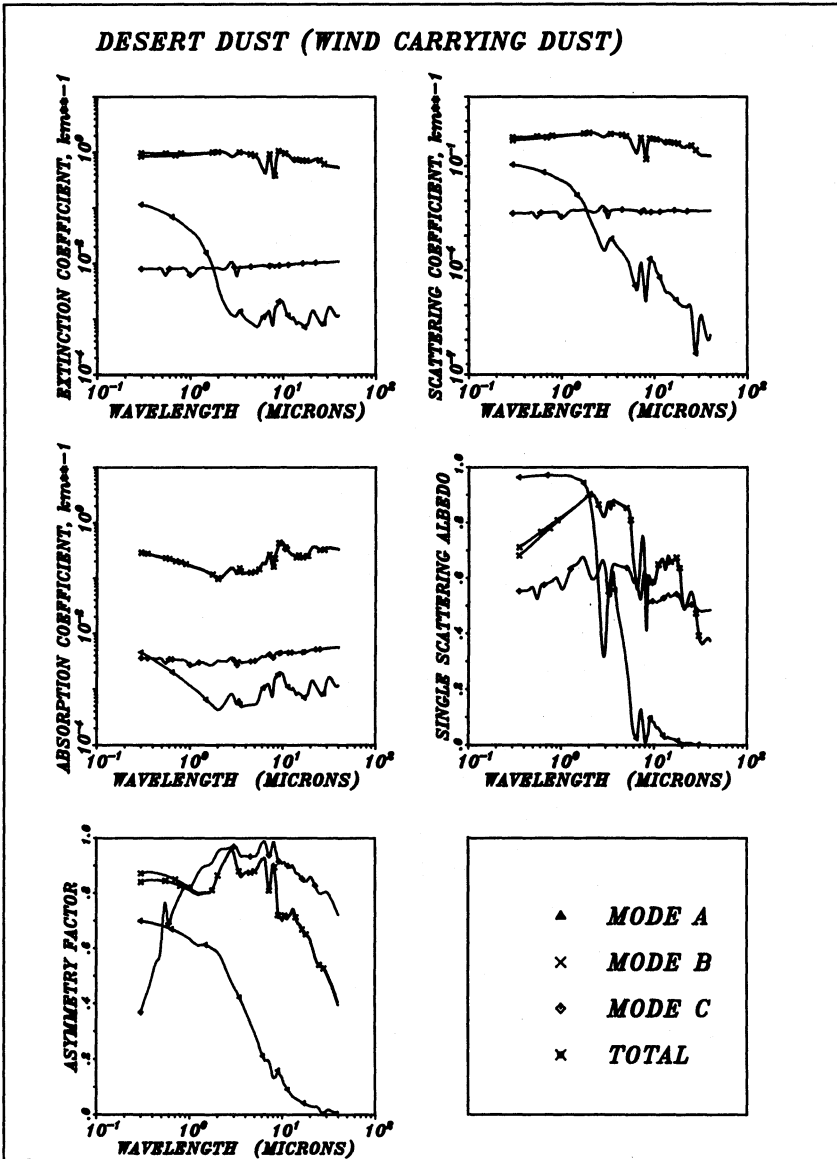 DESERT DUST (WIND CARRYING DUST)
EXTINCTION COEFFICIENT, km**-1
10^0
10^-2
10^-4
10^-1 10^0 10^1 10^2
WAVELENGTH (MICRONS)
SCATTERING COEFFICIENT, km**-1
10^-1
10^-4
10^-1 10^0 10^1 10^2
WAVELENGTH (MICRONS)
ABSORPTION COEFFICIENT, km**-1
10^0
10^-2
10^-4
10^-1 10^0 10^1 10^2
WAVELENGTH (MICRONS)
SINGLE SCATTERING ALBEDO
1.0
.8
.6
.4
.2
.0
10^-1 10^0 10^1 10^2
WAVELENGTH (MICRONS)
ASYMMETRY FACTOR
1.0
.8
.6
.4
.2
0.0
10^-1 10^0 10^1 10^2
WAVELENGTH (MICRONS)
MODE A
MODE B
MODE C
TOTAL